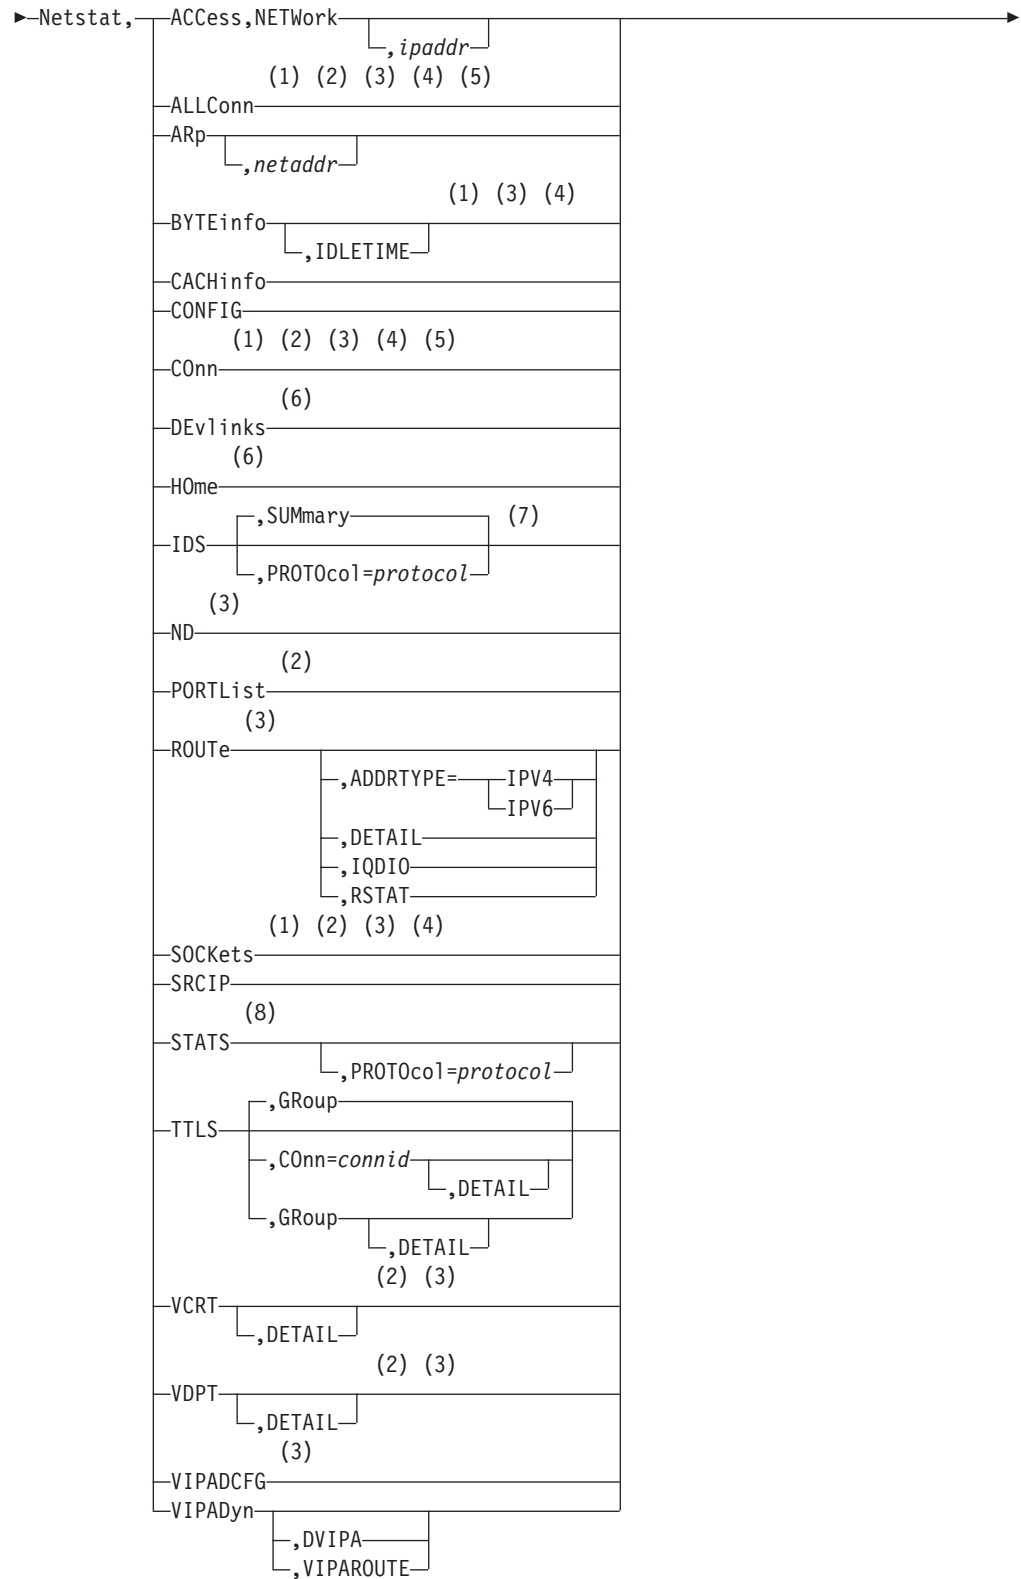 Netstat, ACCess,NETWork
,ipaddr
(1) (2) (3) (4) (5)
ALLConn
ARp
,netaddr
(1) (3) (4)
BYTEinfo
,IDLETIME
CACHinfo
CONFIG
(1) (2) (3) (4) (5)
COnn
(6)
DEvlinks
(6)
HOme
,SUMmary (7)
IDS
,PROTOcol=protocol
(3)
ND
(2)
PORTList
(3)
ROUTe
,ADDRTYPE= IPV4
IPV6
,DETAIL
,IQDIO
,RSTAT
(1) (2) (3) (4)
SOCKets
SRCIP
(8)
STATS
,PROTOcol=protocol
,GRoup
TTLS
,COnn=connid
,DETAIL
,GRoup
,DETAIL
(2) (3)
VCRT
,DETAIL
(2) (3)
VDPT
,DETAIL
(3)
VIPADCFG
VIPADyn
,DVIPA
,VIPAROUTE